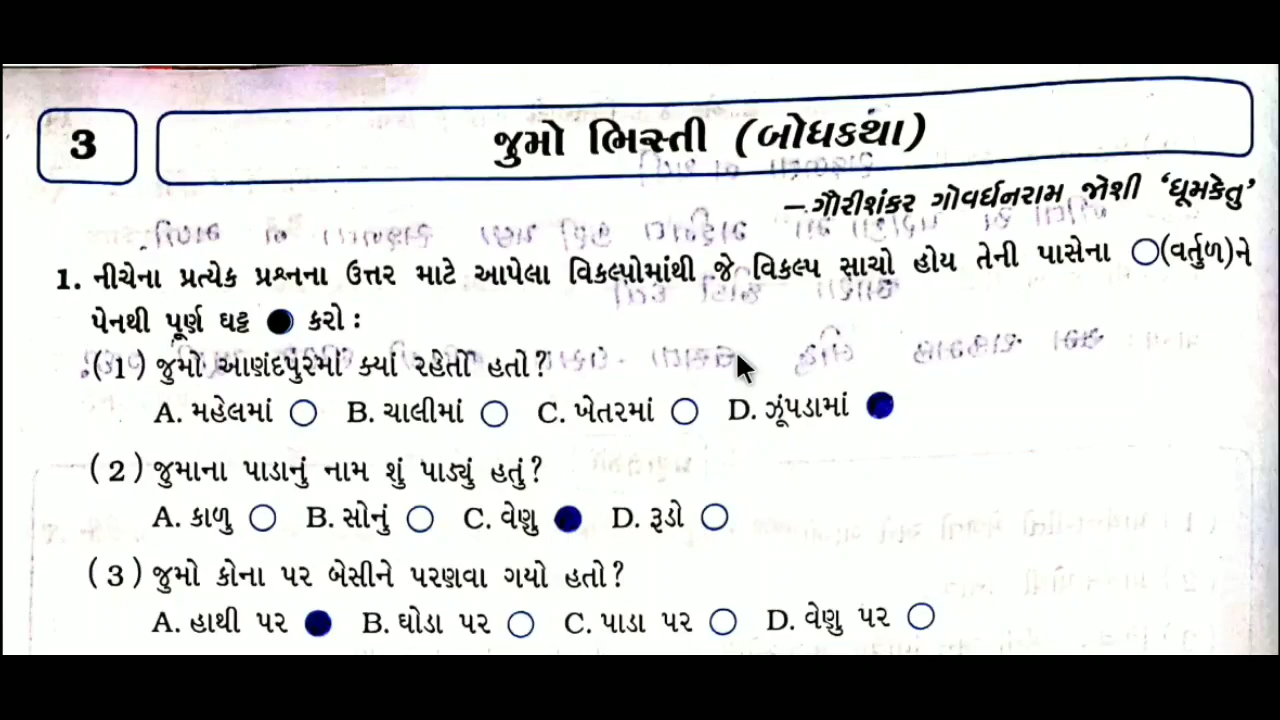 3
જુમો ભિસ્તી (બોધકથા)
– ગૌરીશંકર ગોવર્ધનરામ જોશી ‘ધૂમકેતુ’
1. નીચેના પ્રત્યેક પ્રશ્નના ઉત્તર માટે આપેલા વિકલ્પોમાંથી જે વિકલ્પ સાચો હોય તેની પાસેના ○(વર્તુળ)ને
પેનથી પૂર્ણ ઘટ્ટ ● કરો :
(1) જુમો આણંદપુરમાં ક્યાં રહેતો હતો?
A. મહેલમાં ○ B. ચાલીમાં ○ C. ખેતરમાં ○ D. ઝૂંપડામાં ●
(2) જુમાના પાડાનું નામ શું પાડ્યું હતું?
A. કાળુ ○ B. સોનું ○ C. વેણુ ● D. રૂડો ○
(3) જુમો કોના પર બેસીને પરણવા ગયો હતો?
A. હાથી પર ● B. ઘોડા પર ○ C. પાડા પર ○ D. વેણુ પર ○